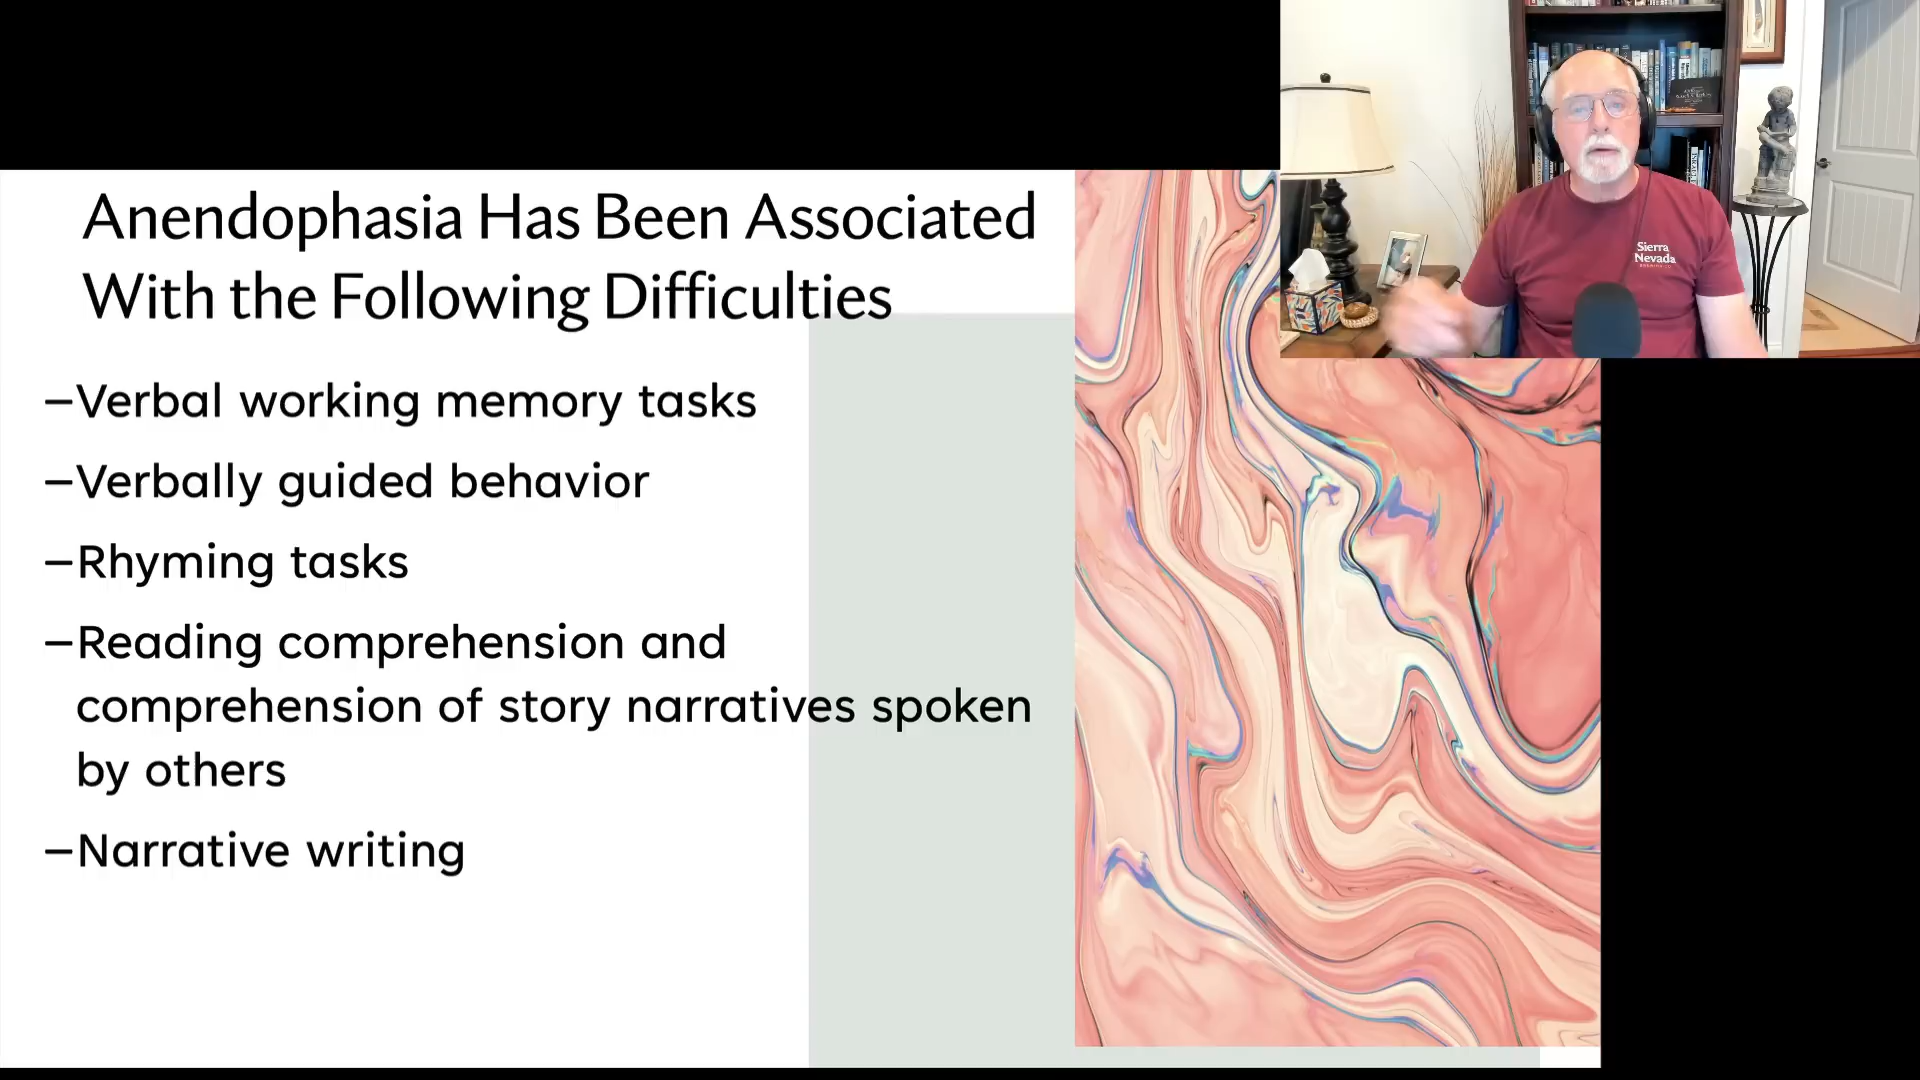 Anendophasia Has Been Associated
With the Following Difficulties
–Verbal working memory tasks
–Verbally guided behavior
–Rhyming tasks
–Reading comprehension and
comprehension of story narratives spoken
by others
–Narrative writing
Sierra
Nevada